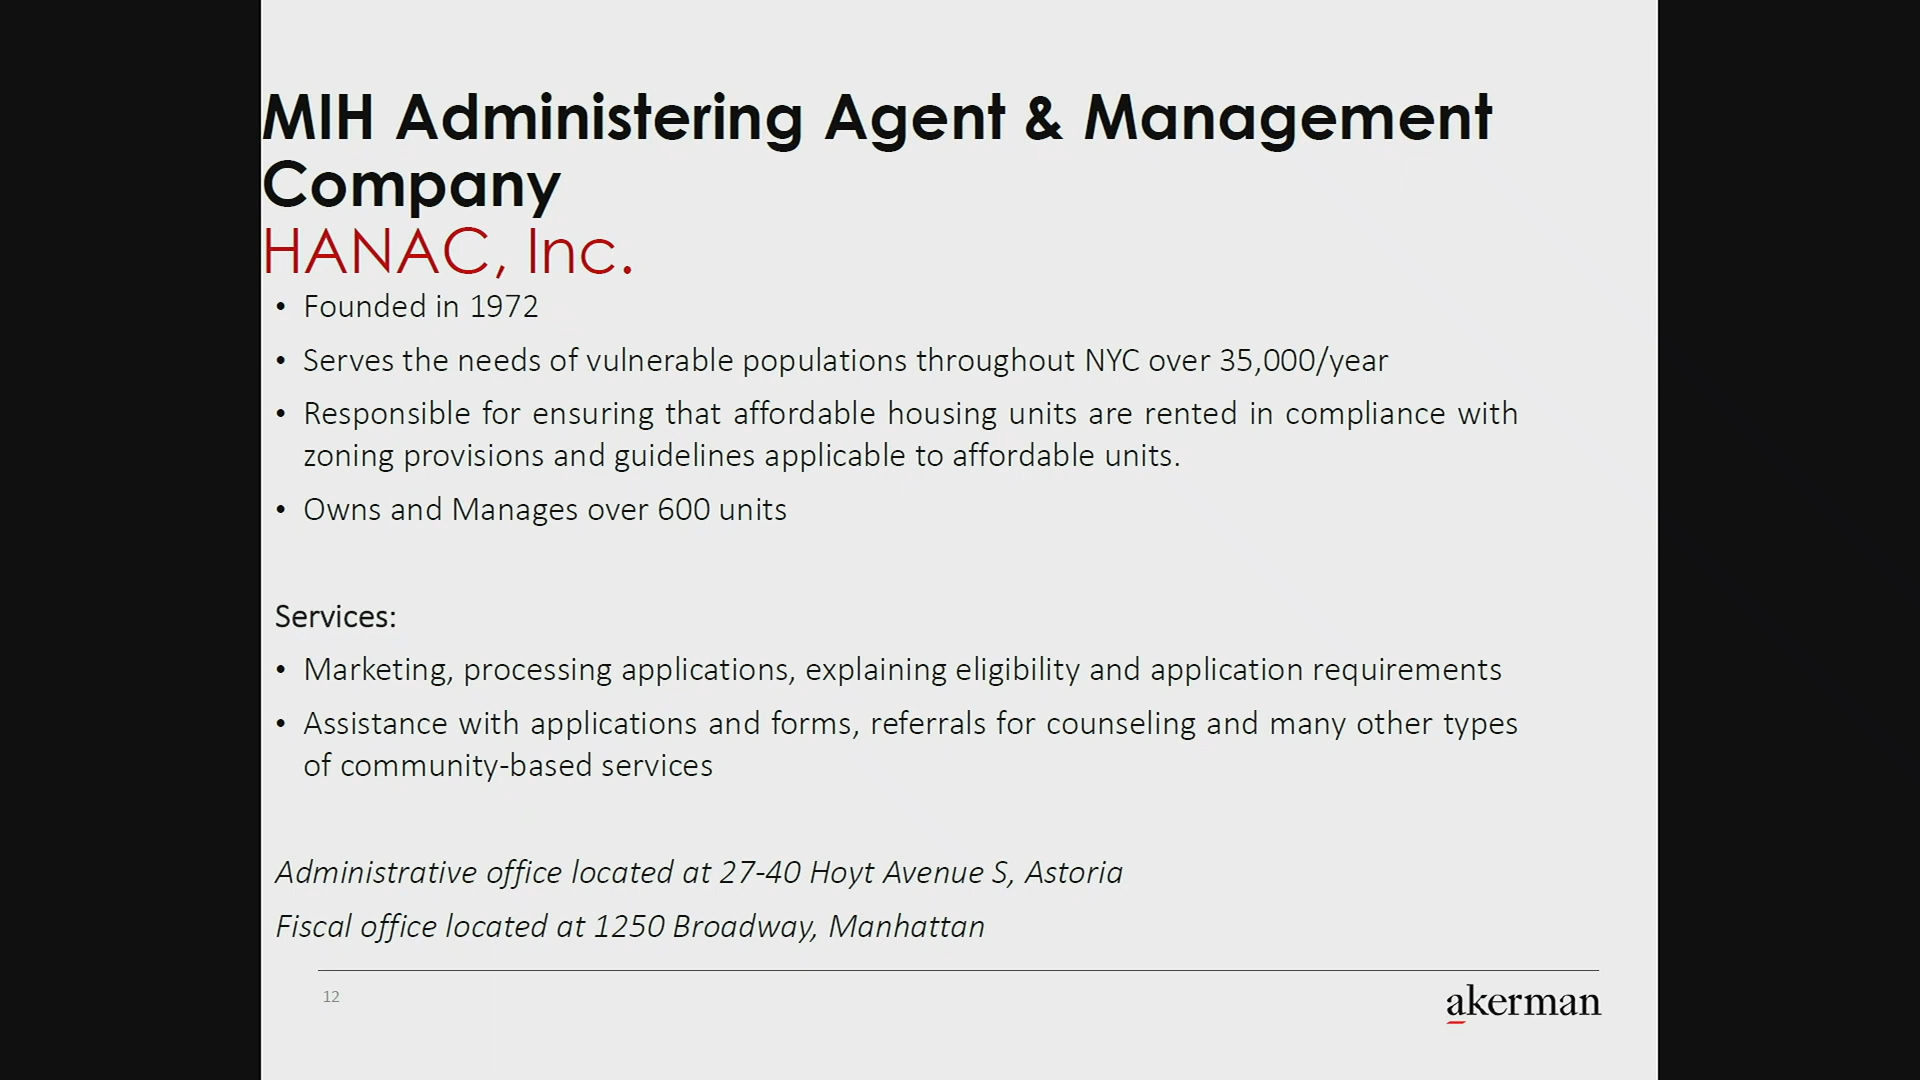 MIH Administering Agent & Management
Company
HANAC, Inc.
• Founded in 1972
• Serves the needs of vulnerable populations throughout NYC over 35,000/year
• Responsible for ensuring that affordable housing units are rented in compliance with
zoning provisions and guidelines applicable to affordable units.
• Owns and Manages over 600 units
Services:
• Marketing, processing applications, explaining eligibility and application requirements
• Assistance with applications and forms, referrals for counseling and many other types
of community-based services
Administrative office located at 27-40 Hoyt Avenue S, Astoria
Fiscal office located at 1250 Broadway, Manhattan
12
akerman